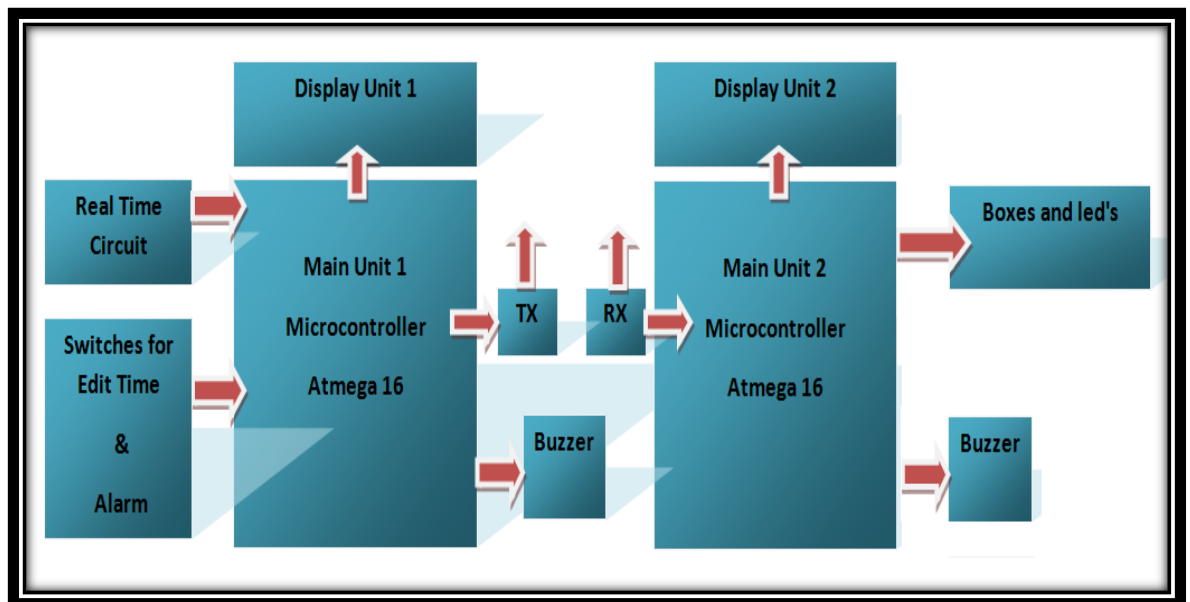 Display Unit 1
Display Unit 2
Real Time
Circuit
Switches for
Edit Time
&
Alarm
Main Unit 1
Microcontroller
Atmega 16
TX
RX
Buzzer
Main Unit 2
Microcontroller
Atmega 16
Boxes and led's
Buzzer